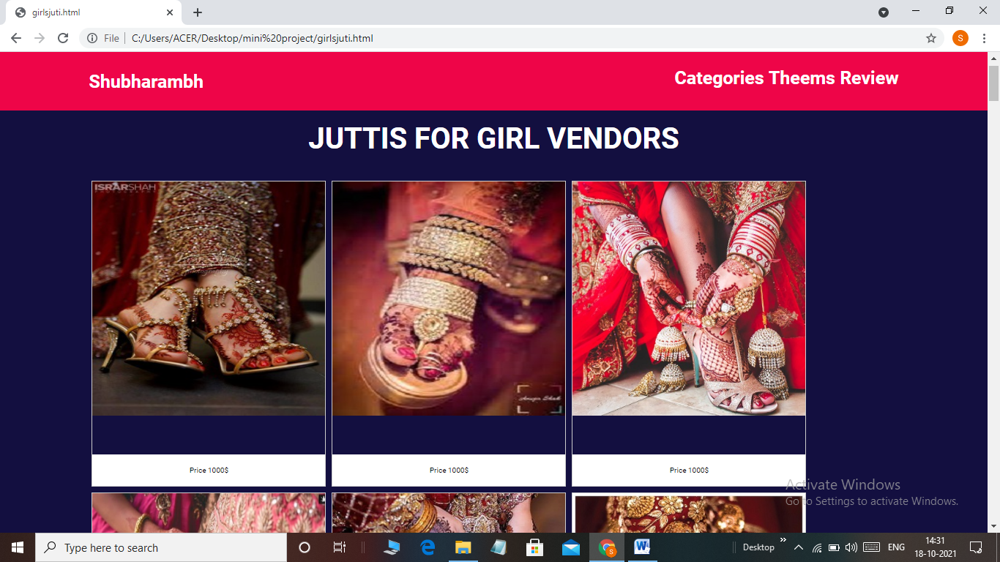 girlsjuti.html
File
C:/Users/ACER/Desktop/mini%20project/girlsjuti.html
S
Shubharambh
Categories Theems Review
JUTTIS FOR GIRL VENDORS
ISRARSHAH
PHOTOGRAPHY
Price 1000$
Price 1000$
Price 1000$
Activate Windows
Go to Settings to activate Windows.
Type here to search
Desktop
ENG
14:31
18-10-2021